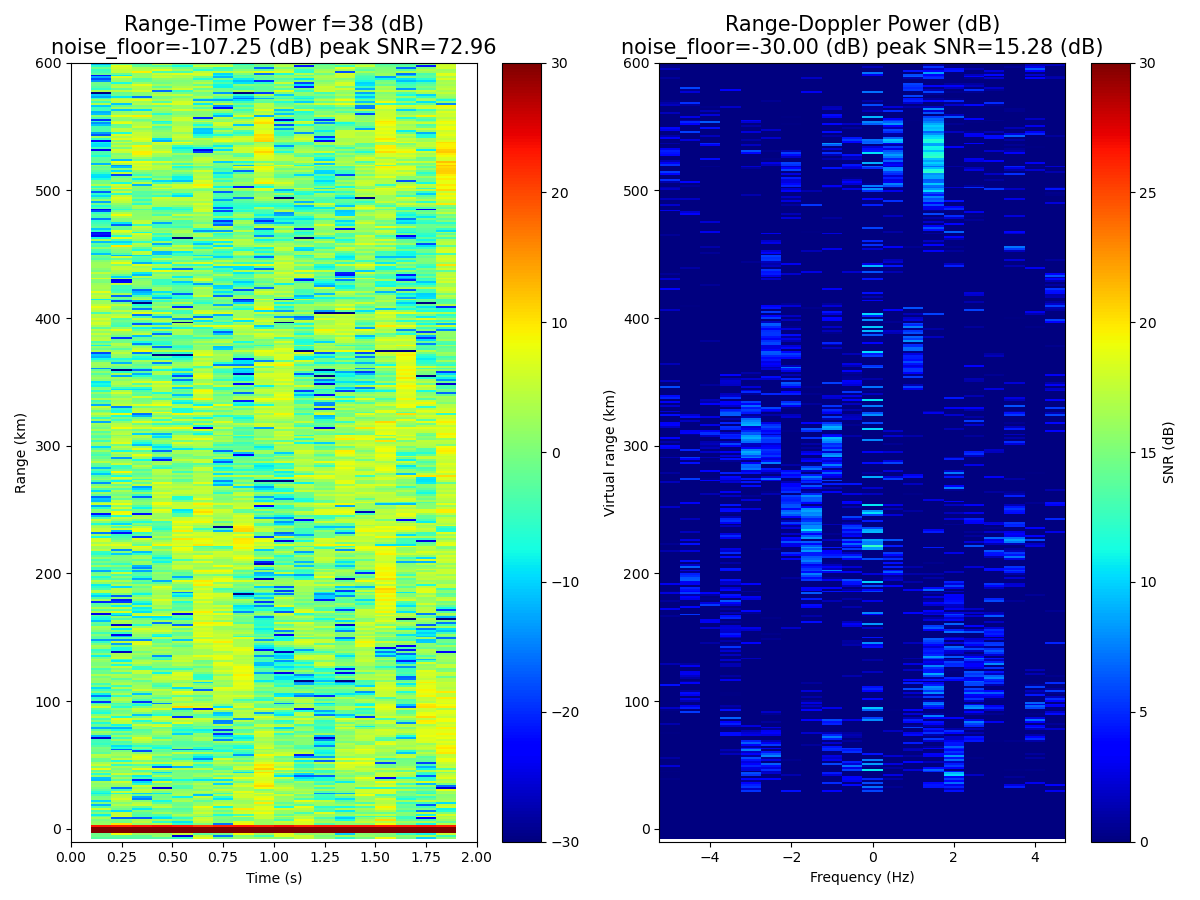 Range-Time Power f=38 (dB)
noise_floor=-107.25 (dB) peak SNR=72.96
600
500
400
300
200
100
0
Range (km)
0.00 0.25 0.50 0.75 1.00 1.25 1.50 1.75 2.00
Time (s)
30
20
10
0
−10
−20
−30
Range-Doppler Power (dB)
noise_floor=-30.00 (dB) peak SNR=15.28 (dB)
600
500
400
300
200
100
0
Virtual range (km)
−4 −2 0 2 4
Frequency (Hz)
30
25
20
15
10
5
0
SNR (dB)